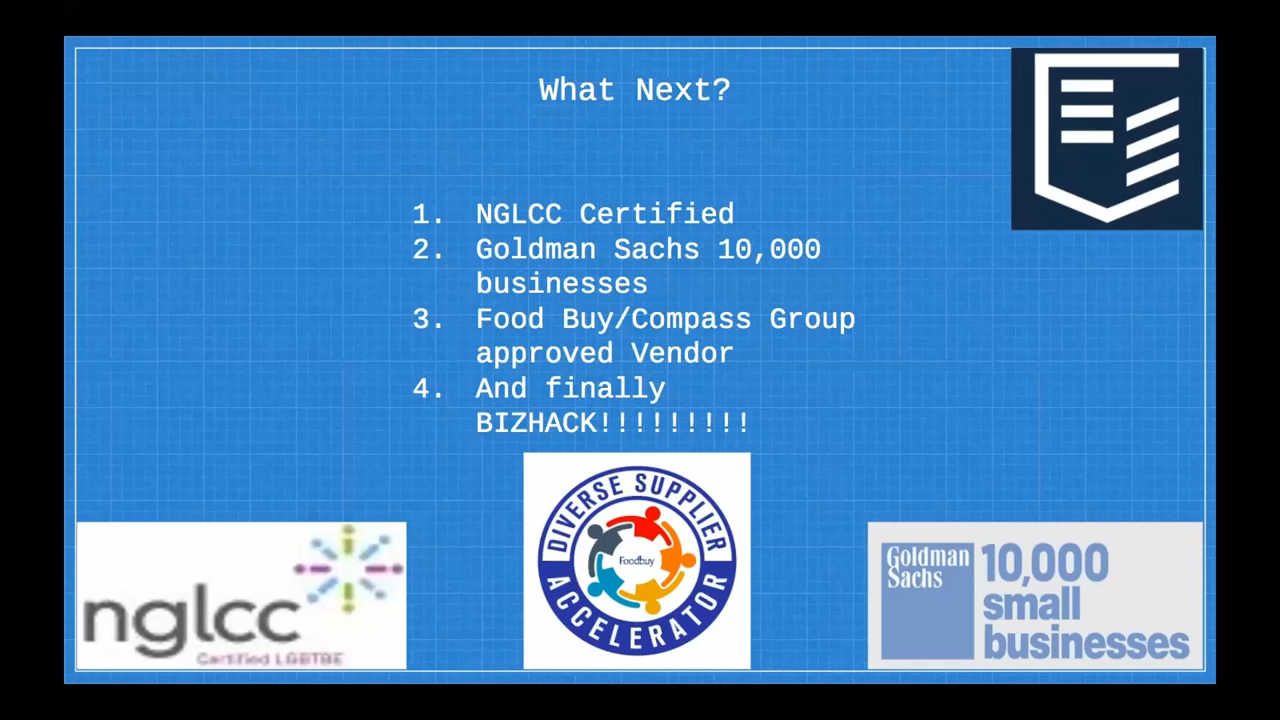 What Next?
1. NGLCC Certified
2. Goldman Sachs 10,000
businesses
3. Food Buy/Compass Group
approved Vendor
4. And finally
BIZHACK!!!!!!!!!
DIVERSE SUPPLIER
Foodbuy
ACCELERATOR
nglcc
Certified LGBTBE
Goldman
Sachs
10,000
small
businesses